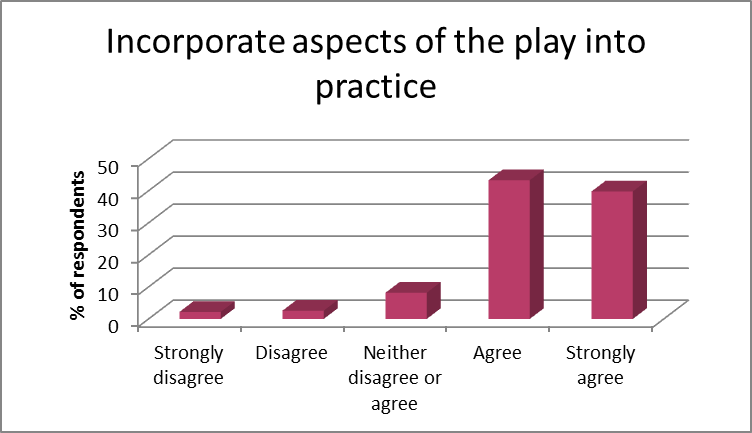 Incorporate aspects of the play into
practice
% of respondents
50
40
30
20
10
0
Strongly
disagree
Disagree
Neither
disagree or
agree
Agree
Strongly
agree